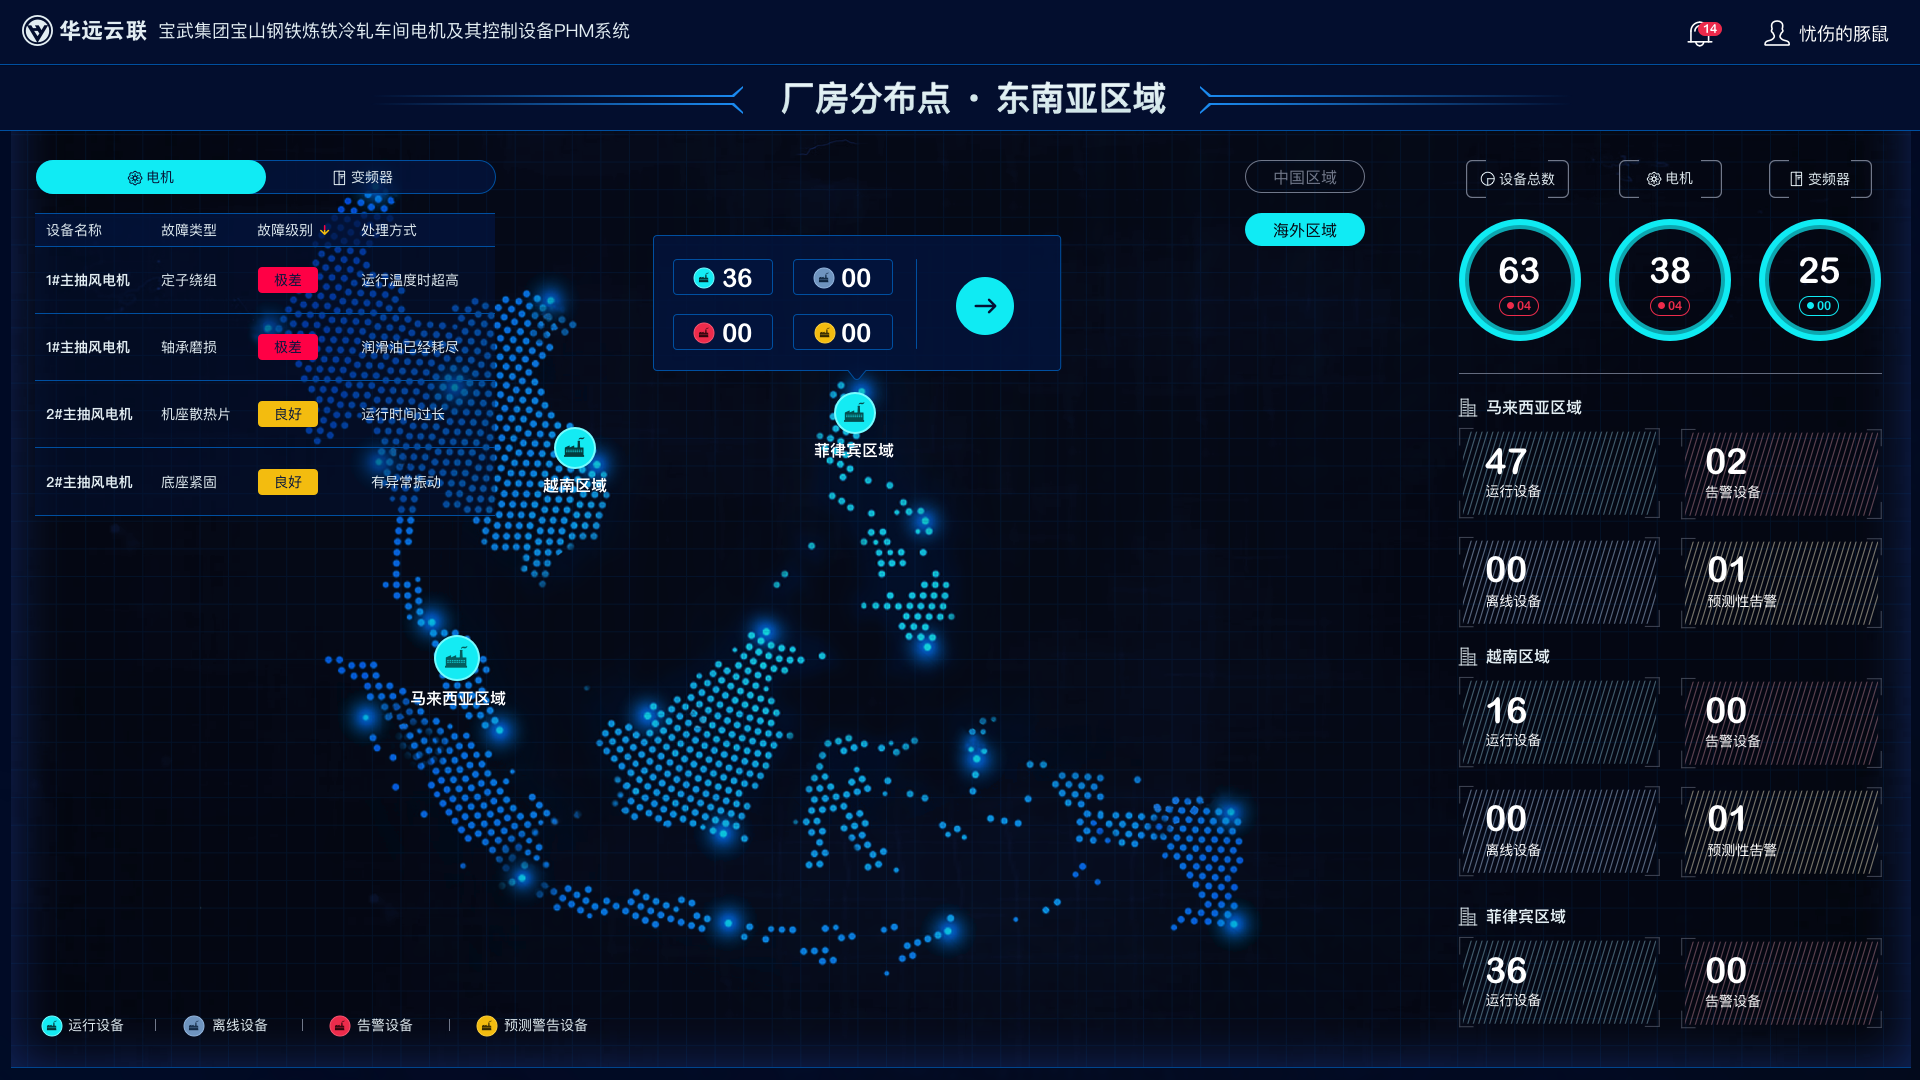 华远云联 宝武集团宝山钢铁炼铁冷轧车间电机及其控制设备PHM系统
14
忧伤的豚鼠
厂房分布点 · 东南亚区域
电机 变频器
设备名称 故障类型 故障级别 处理方式
1#主抽风电机 定子绕组 极差 运行温度时超高
1#主抽风电机 轴承磨损 极差 润滑油已经耗尽
2#主抽风电机 机座散热片 良好 运行时间过长
2#主抽风电机 底座紧固 良好 有异常振动
中国区域
海外区域
36 00
00 00
菲律宾区域
越南区域
马来西亚区域
运行设备 离线设备 告警设备 预测警告设备
设备总数 电机 变频器
63 38 25
04 04 00
马来西亚区域
47 02
运行设备 告警设备
00 01
离线设备 预测性告警
越南区域
16 00
运行设备 告警设备
00 01
离线设备 预测性告警
菲律宾区域
36 00
运行设备 告警设备